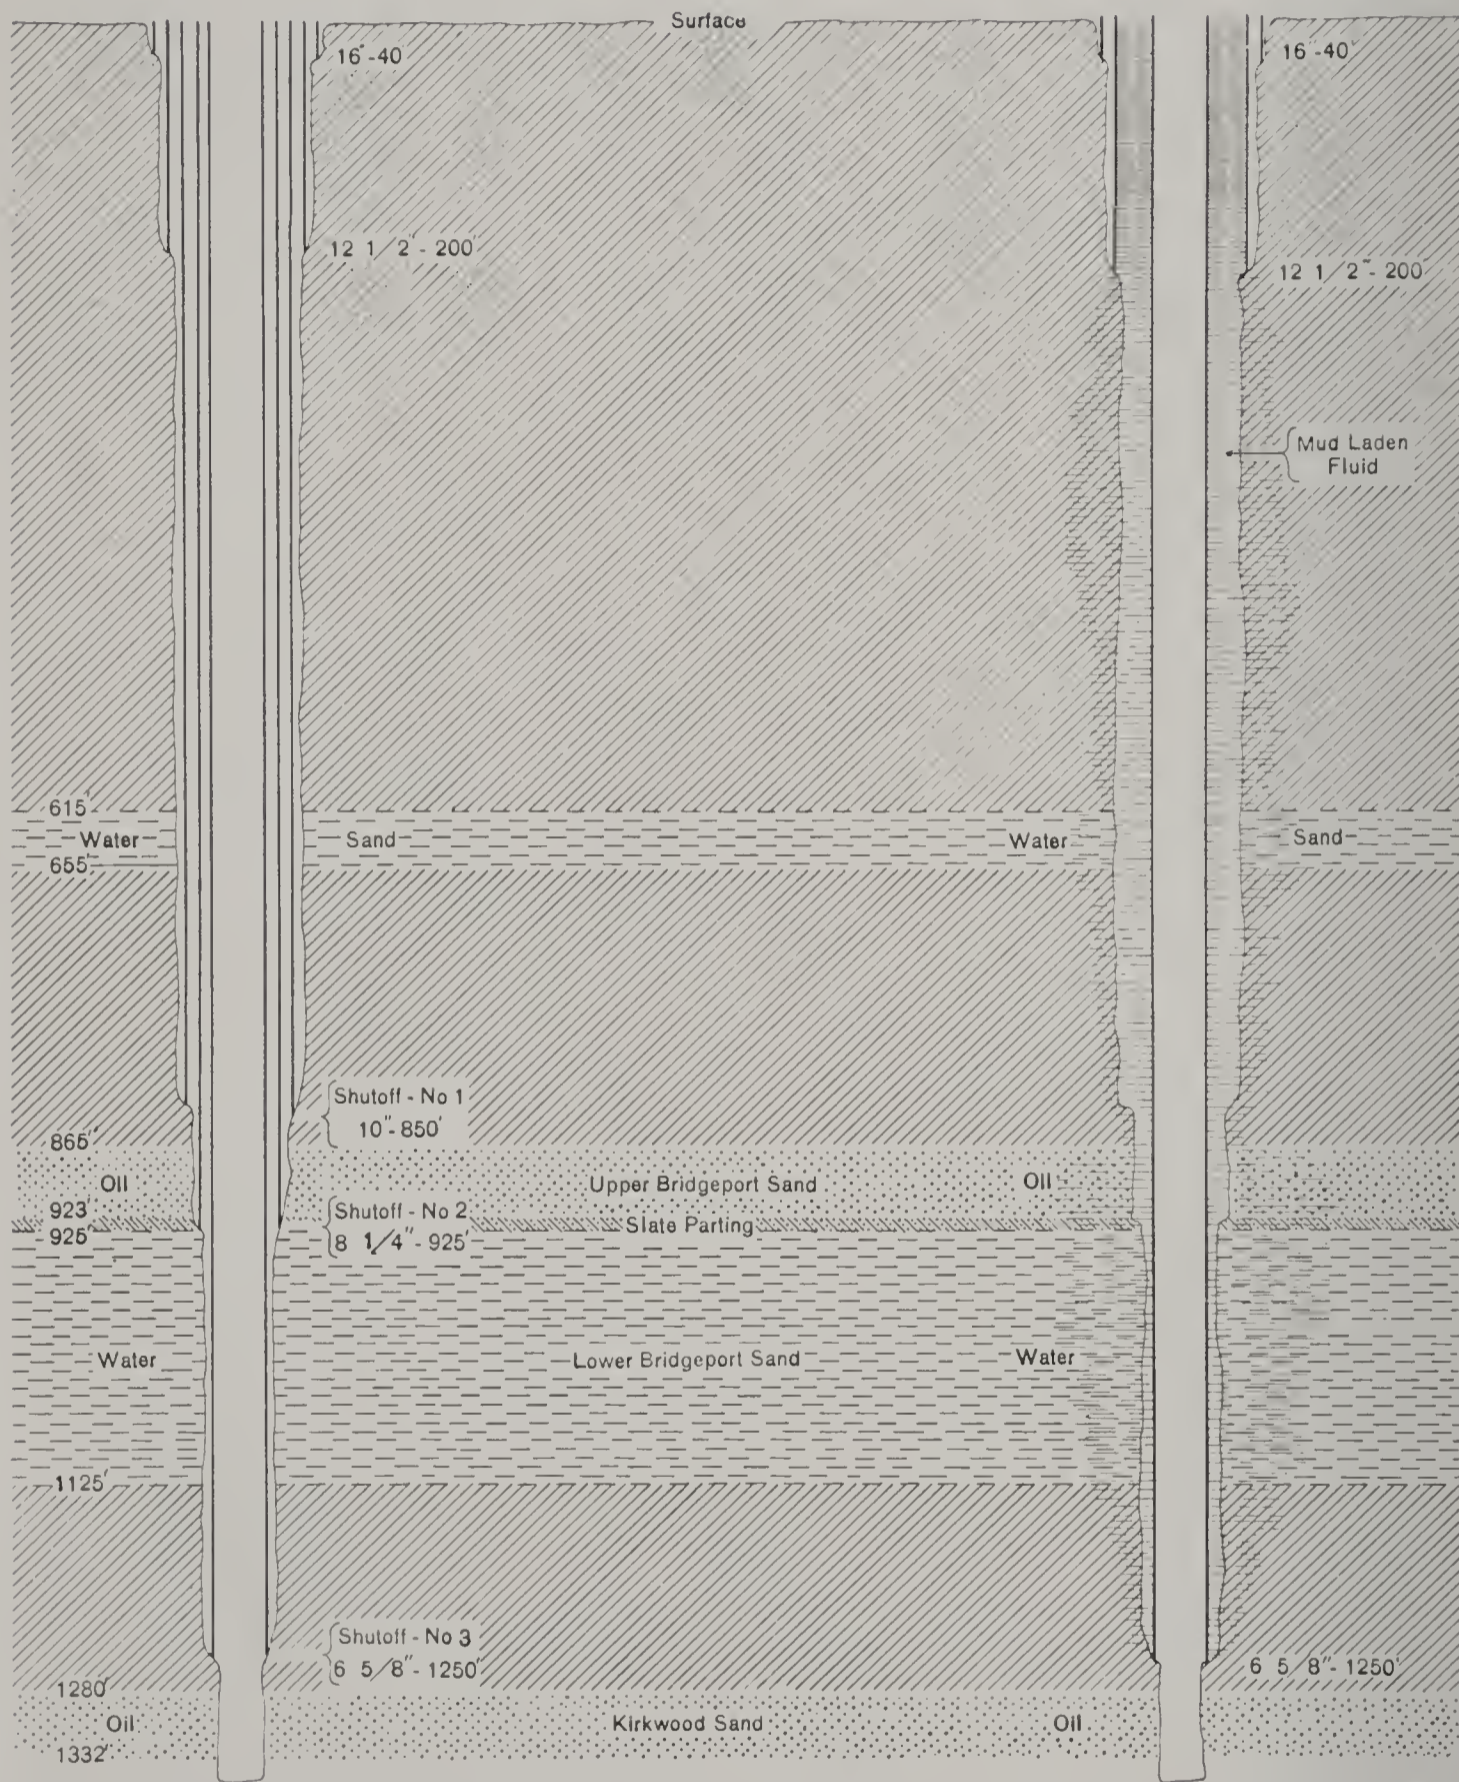 Surface
16"-40
16"-40'
12 1/2"- 200'
12 1/2"- 200'
Mud Laden
Fluid
615'
Water
Sand
Water
Sand
655'
Shutoff - No 1
10"- 850'
865'
Oil
Upper Bridgeport Sand
Oil
923'
Shutoff - No 2
Slate Parting
925'
8 1/4"- 925'
Water
Lower Bridgeport Sand
Water
1125'
Shutoff - No 3
6 5/8"- 1250'
6 5/8"- 1250'
1280'
Oil
Kirkwood Sand
Oil
1332'